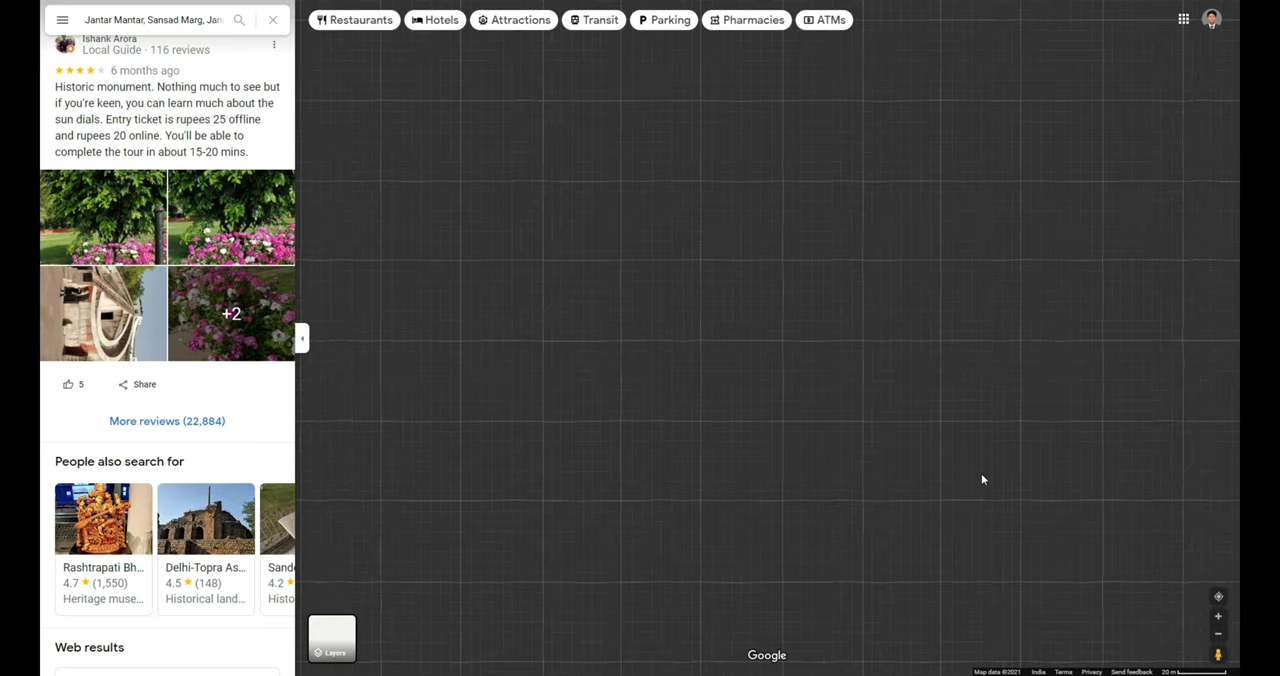 Jantar Mantar, Sansad Marg, Jan
Restaurants
Hotels
Attractions
Transit
Parking
Pharmacies
ATMs
Ishank Arora
Local Guide · 116 reviews
6 months ago
Historic monument. Nothing much to see but
if you're keen, you can learn much about the
sun dials. Entry ticket is rupees 25 offline
and rupees 20 online. You'll be able to
complete the tour in about 15-20 mins.
+2
5
Share
More reviews (22,884)
People also search for
Rashtrapati Bh...
4.7 ★ (1,550)
Heritage muse...
Delhi-Topra As...
4.5 ★ (148)
Historical land...
Sand
4.2 ★
Histo
Web results
Layers
Google
Map data ©2021 India Terms Privacy Send feedback 20 m